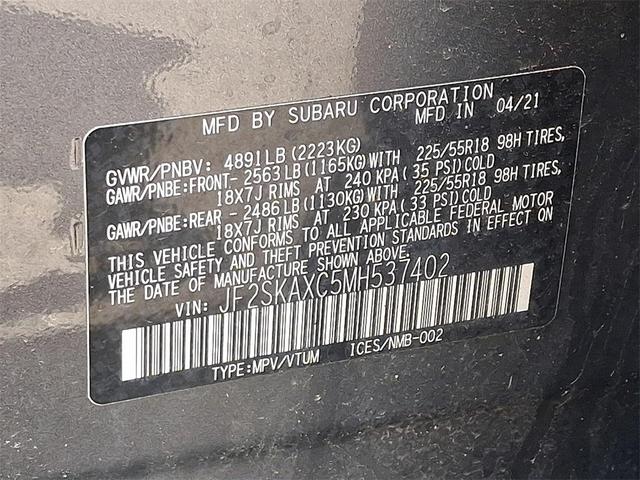 MFD BY SUBARU CORPORATION
MFD IN 04/21
GVWR/PNBV: 4891LB(2223KG)
GAWR/PNBE:FRONT-2563LB(1165KG)WITH 225/55R18 98H TIRES,
18X7J RIMS AT 240 KPA(35 PSI)COLD
GAWR/PNBE:REAR -2486LB(1130KG)WITH 225/55R18 98H TIRES,
18X7J RIMS AT 230 KPA(33 PSI)COLD
THIS VEHICLE CONFORMS TO ALL APPLICABLE FEDERAL MOTOR
VEHICLE SAFETY AND THEFT PREVENTION STANDARDS IN EFFECT ON
THE DATE OF MANUFACTURE SHOWN ABOVE.
VIN: JF2SKAXC5MH537402
TYPE:MPV/VTUM ICES/NMB-002